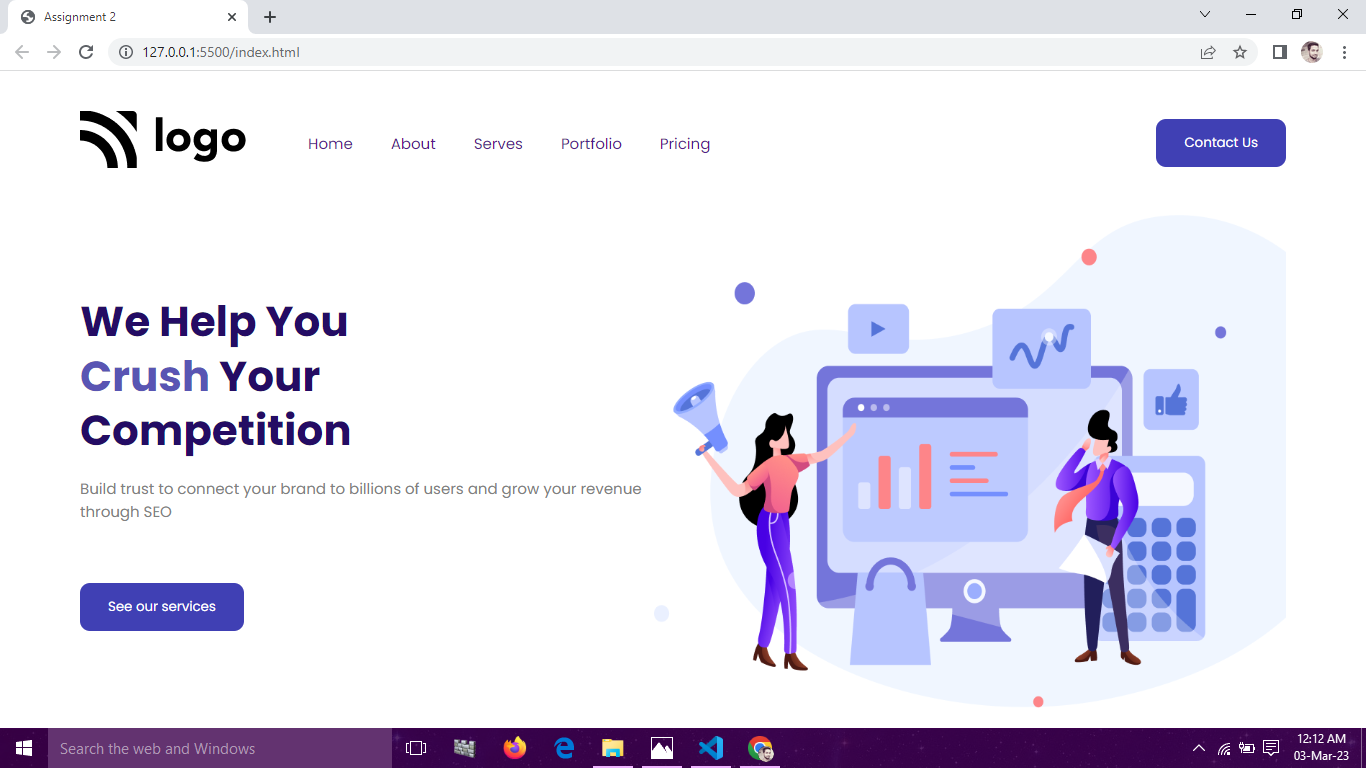 Assignment 2
127.0.0.1:5500/index.html
logo
Home About Serves Portfolio Pricing
Contact Us
We Help You
Crush Your
Competition
Build trust to connect your brand to billions of users and grow your revenue
through SEO
See our services
Search the web and Windows
12:12 AM
03-Mar-23